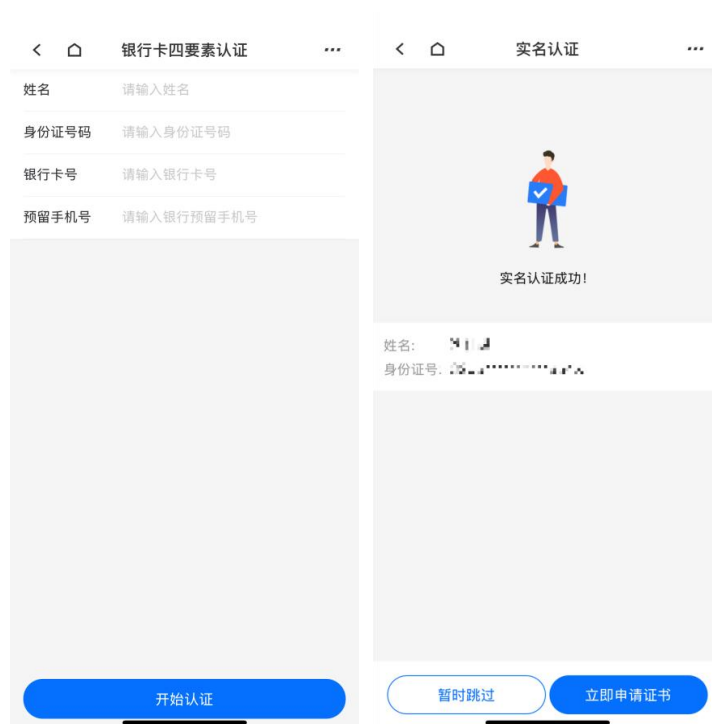 银行卡四要素认证
姓名 请输入姓名
身份证号码 请输入身份证号码
银行卡号 请输入银行卡号
预留手机号 请输入银行预留手机号
开始认证
实名认证
实名认证成功!
姓名:
身份证号:
暂时跳过
立即申请证书